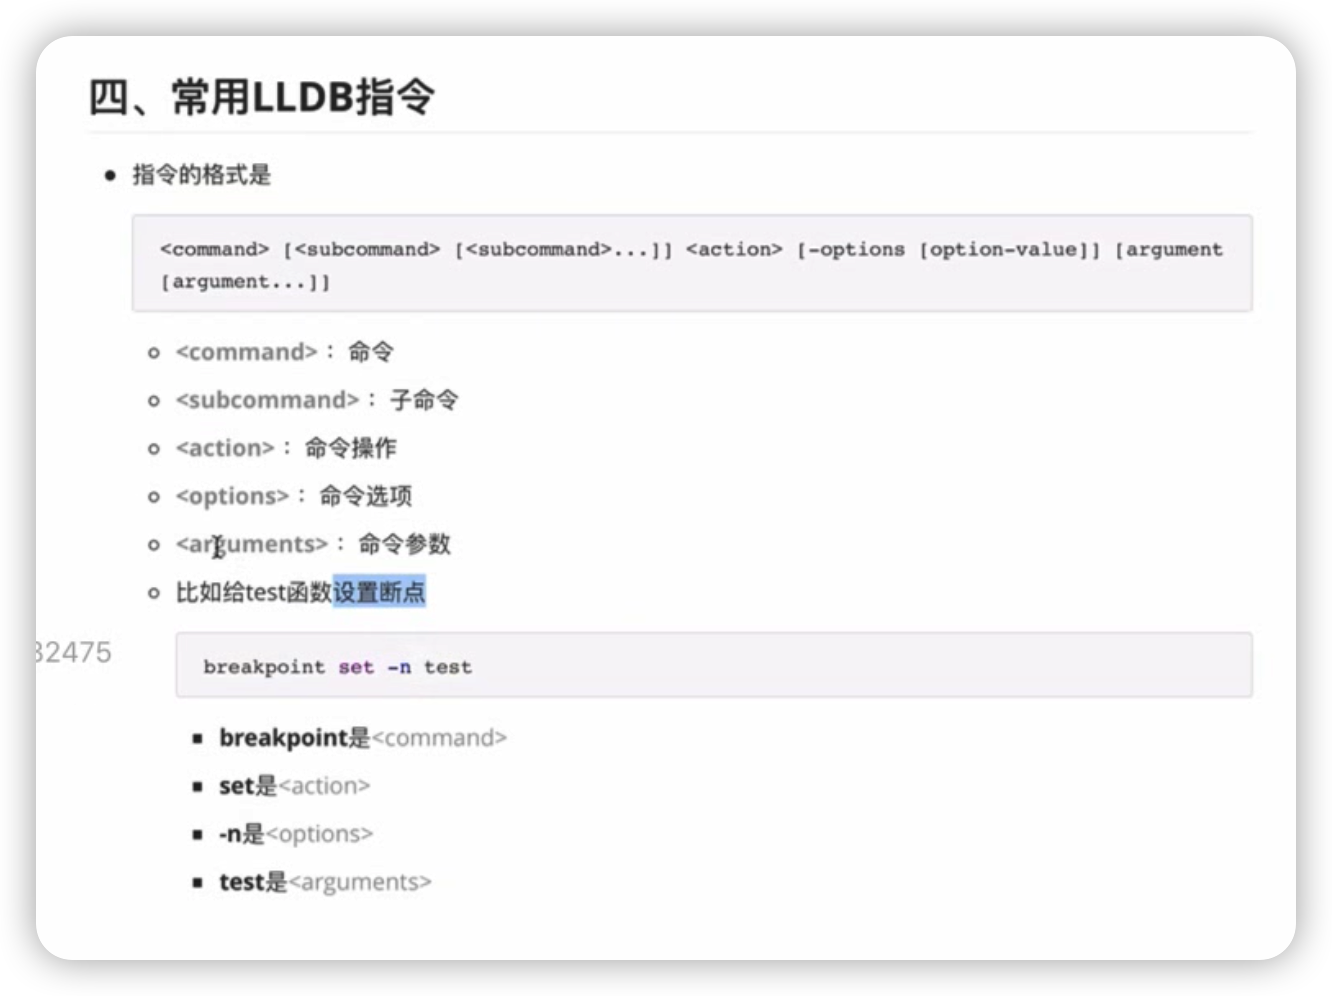 四、常用LLDB指令
指令的格式是
<command> [<subcommand> [<subcommand>...]] <action> [-options [option-value]] [argument
[argument...]]
<command>： 命令
<subcommand>： 子命令
<action>： 命令操作
<options>： 命令选项
<arguments>： 命令参数
比如给test函数设置断点
32475
breakpoint set -n test
breakpoint是<command>
set是<action>
-n是<options>
test是<arguments>